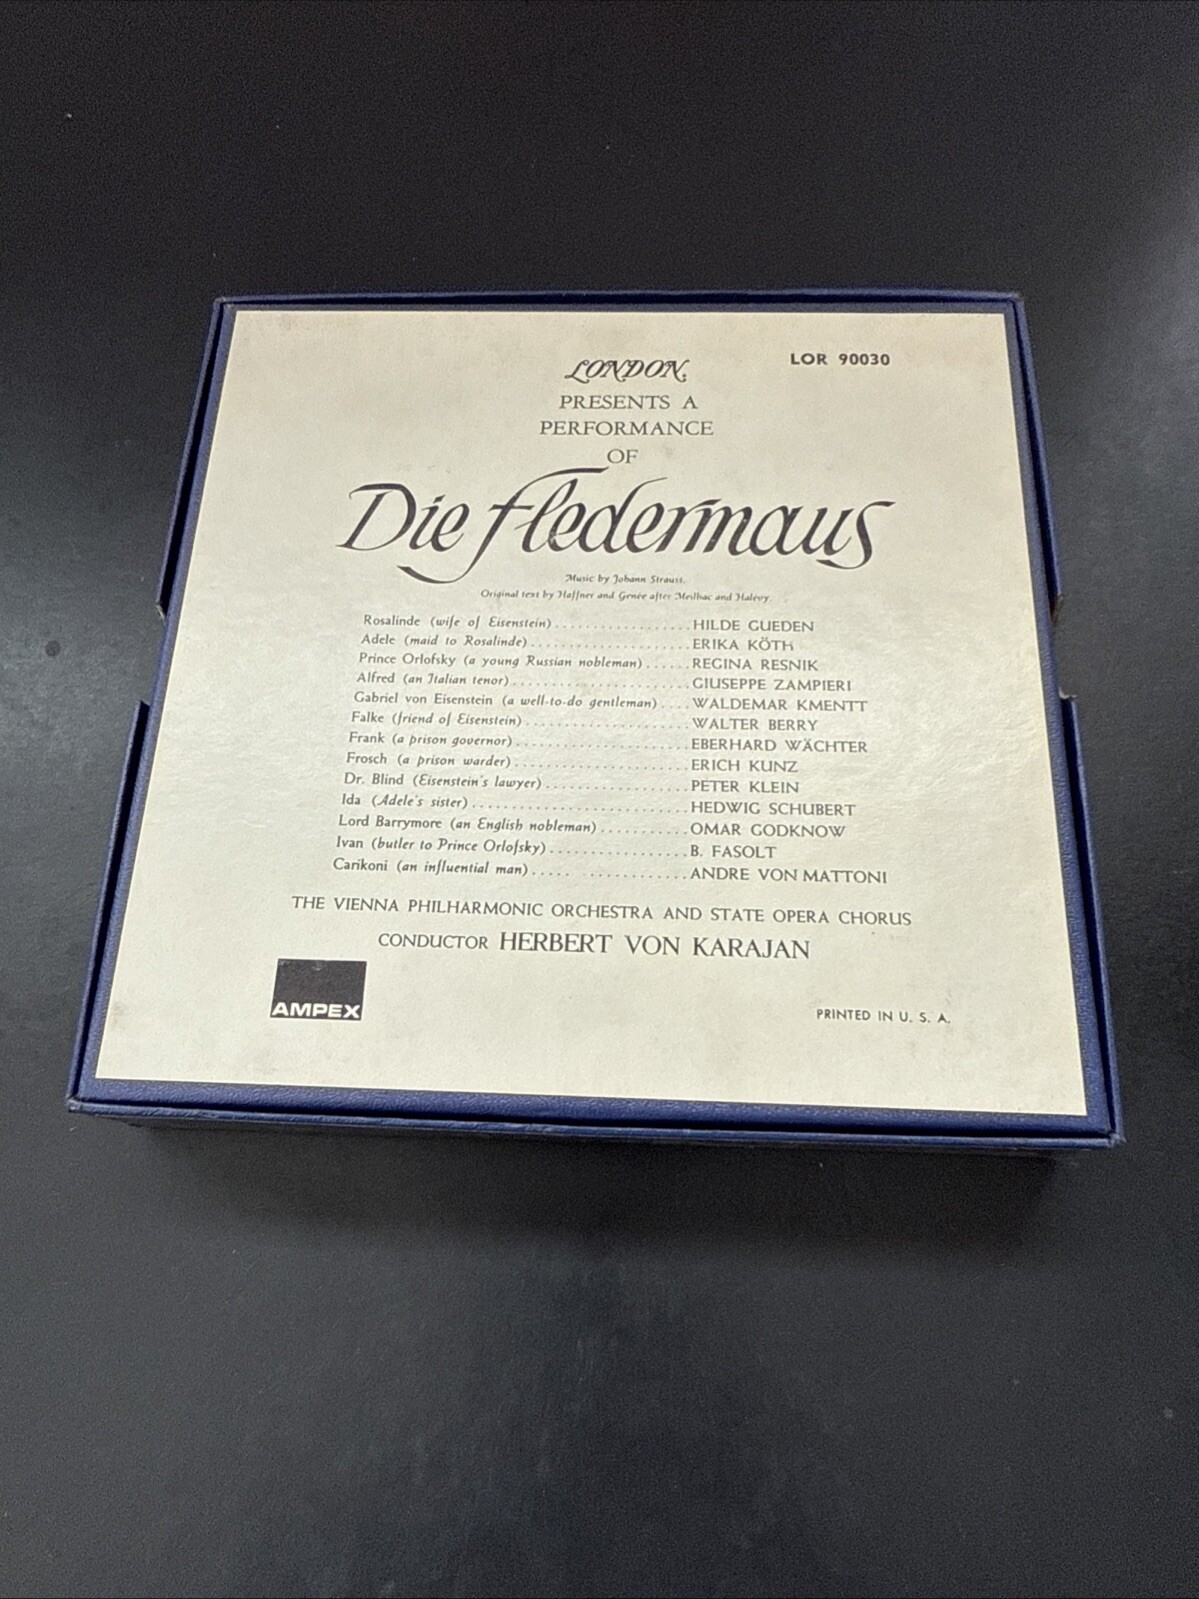 LONDON
LOR 90030
PRESENTS A
PERFORMANCE
OF
Die Fledermaus
Music by Johann Strauss.
Original text by Haffner and Genée after Meilhac and Halévy.
Rosalinde (wife of Eisenstein) .................. HILDE GUEDEN
Adele (maid to Rosalinde) ..................... ERIKA KÖTH
Prince Orlofsky (a young Russian nobleman) ...... REGINA RESNIK
Alfred (an Italian tenor) ....................... GIUSEPPE ZAMPIERI
Gabriel von Eisenstein (a well-to-do gentleman) .... WALDEMAR KMENTT
Falke (friend of Eisenstein) ..................... WALTER BERRY
Frank (a prison governor) ....................... EBERHARD WÄCHTER
Frosch (a prison warder) ....................... ERICH KUNZ
Dr. Blind (Eisenstein's lawyer) ................... PETER KLEIN
Ida (Adele's sister) ............................ HEDWIG SCHUBERT
Lord Barrymore (an English nobleman) ........... OMAR GODKNOW
Ivan (butler to Prince Orlofsky) .................. B. FASOLT
Carikoni (an influential man) ..... ............. ANDRE VON MATTONI
THE VIENNA PHILHARMONIC ORCHESTRA AND STATE OPERA CHORUS
CONDUCTOR HERBERT VON KARAJAN
AMPEX
PRINTED IN U. S. A.